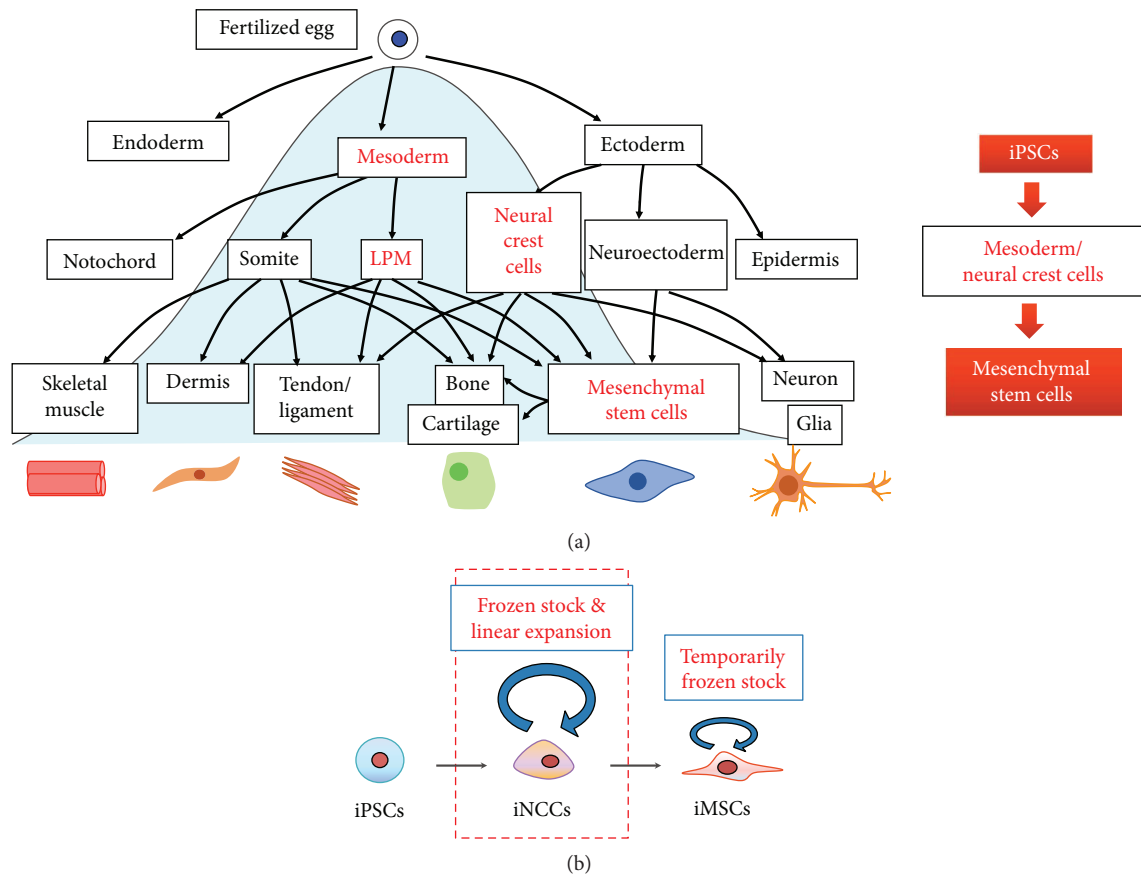 Fertilized egg
Endoderm
Mesoderm
Ectoderm
Notochord
Somite
LPM
Neural
crest
cells
Neuroectoderm
Epidermis
Skeletal
muscle
Dermis
Tendon/
ligament
Bone
Cartilage
Mesenchymal
stem cells
Neuron
Glia
iPSCs
Mesoderm/
neural crest cells
Mesenchymal
stem cells
(a)
Frozen stock &
linear expansion
Temporarily
frozen stock
iPSCs
iNCCs
iMSCs
(b)